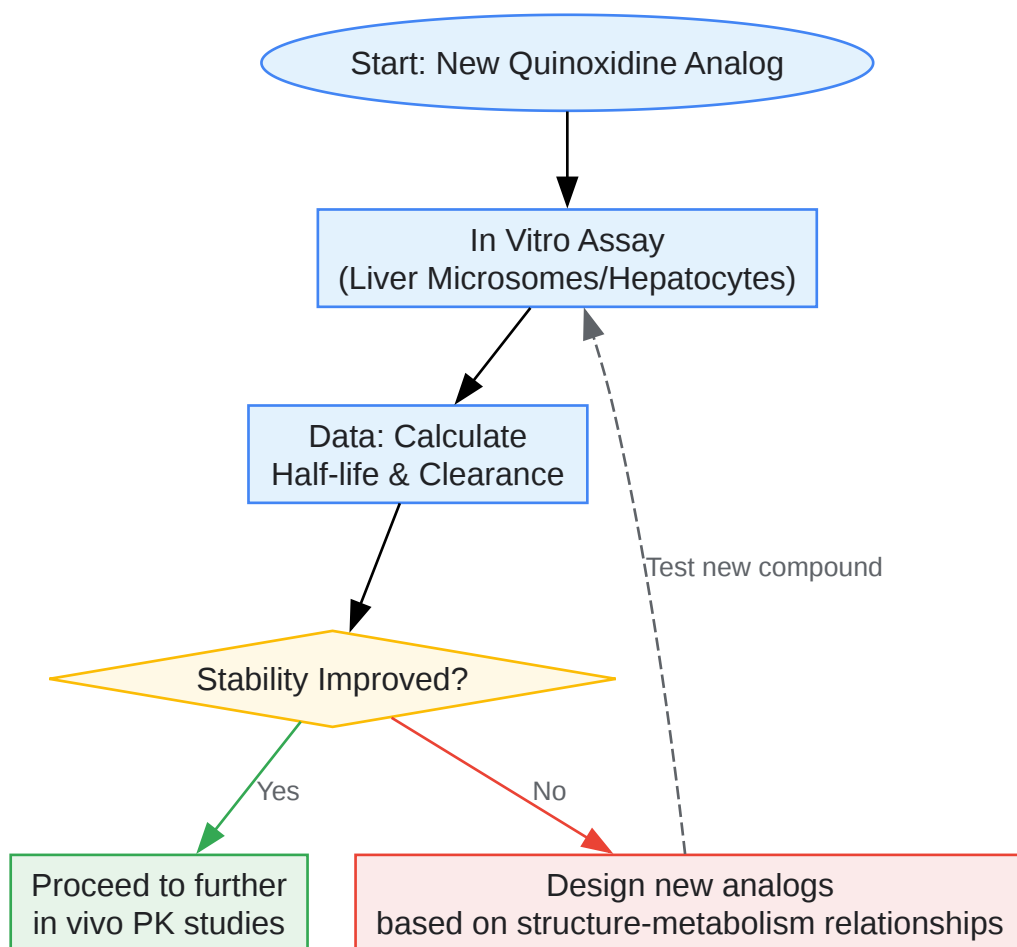 Start: New Quinoxidine Analog
In Vitro Assay
(Liver Microsomes/Hepatocytes)
Data: Calculate
Half-life & Clearance
Test new compound
Stability Improved?
Yes
No
Proceed to further
in vivo PK studies
Design new analogs
based on structure-metabolism relationships